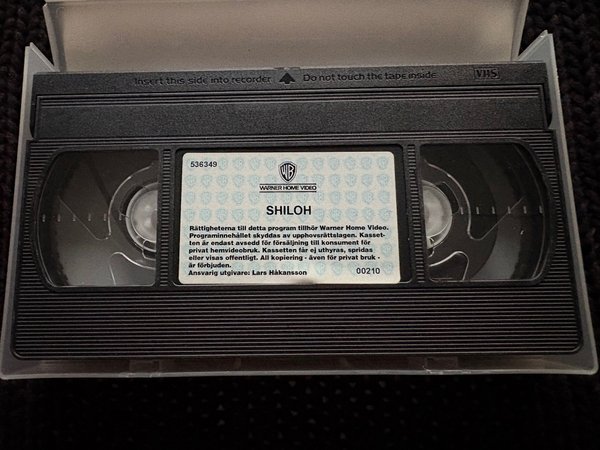 Insert this side into recorder Do not touch the tape inside VHS
536349
WB
WARNER HOME VIDEO
SHILOH
Rättigheterna till detta program tillhör Warner Home Video.
Programinnehållet skyddas av upphovsrättslagen. Kasset-
ten är endast avsedd för försäljning till konsument för
privat hemvideobruk. Kassetten får ej uthyras, spridas
eller visas offentligt. All kopiering - även för privat bruk -
är förbjuden.
Ansvarig utgivare: Lars Håkansson 00210